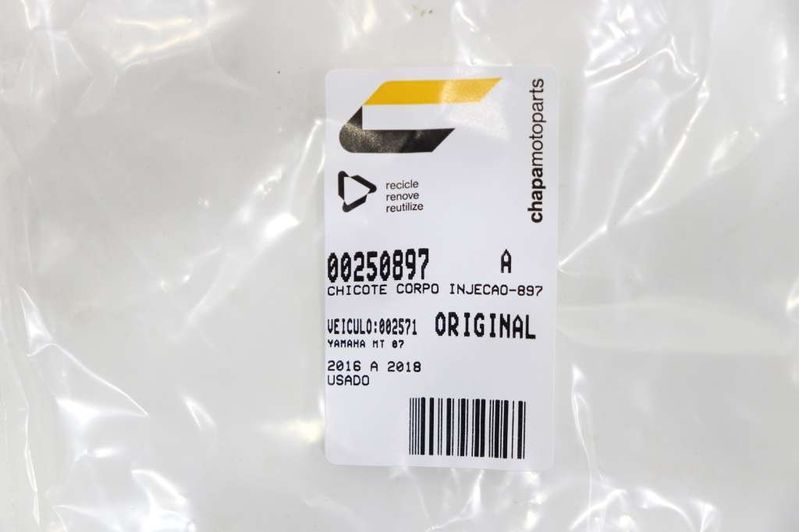 chapamotoparts
recicle
renove
reutilize
00250897 A
CHICOTE CORPO INJECAO-897
VEICULO:002571 ORIGINAL
YAMAHA MT 07
2016 A 2018
USADO